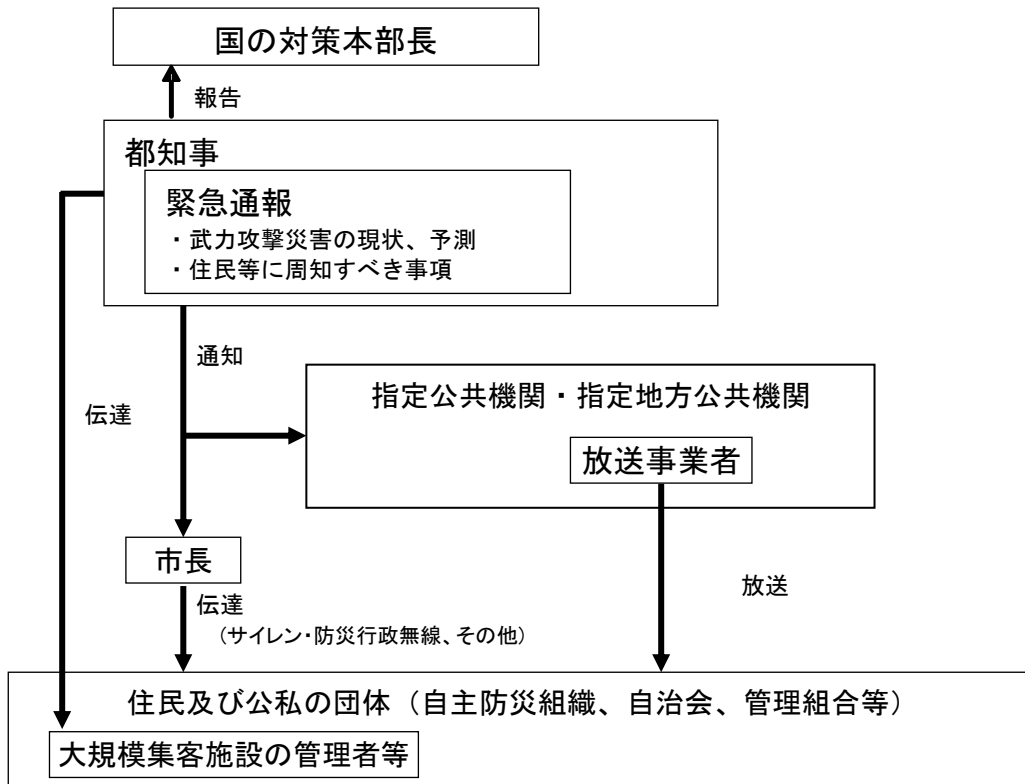 国の対策本部長
報告
都知事
緊急通報
・武力攻撃災害の現状、予測
・住民等に周知すべき事項
通知
伝達
指定公共機関・指定地方公共機関
放送事業者
市長
伝達
(サイレン・防災行政無線、その他)
放送
住民及び公私の団体(自主防災組織、自治会、管理組合等)
大規模集客施設の管理者等